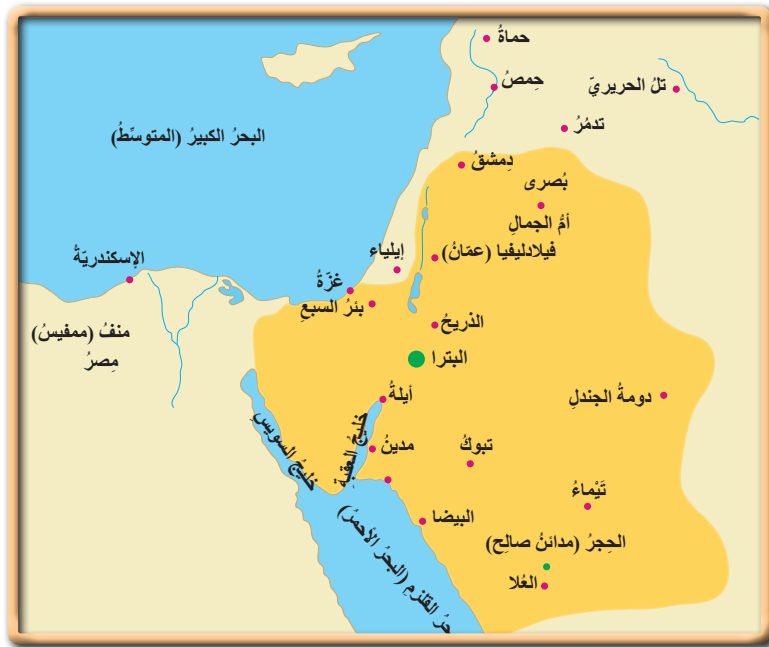 حماةُ
حِمصُ
تلُ الحريريّ
تدمُرُ
البحرُ الكبيرُ (المتوسِّطُ)
دِمشقُ
بُصرى
أمُّ الجمالِ
فيلادليفيا (عمّانُ)
إيلياء
الإسكندريّةُ
غزّةُ
بئرُ السبعِ
منفُ (ممفيسُ)
مِصرُ
الذريحُ
البترا
أيلةُ
دومةُ الجندلِ
خليجُ السويسِ
خليجُ العقبةِ
مدينُ
تبوكُ
تَيْماءُ
البيضا
حرُ القلزمِ (البحرُ الأحمرُ)
الحِجرُ (مدائنُ صالِح)
العُلا